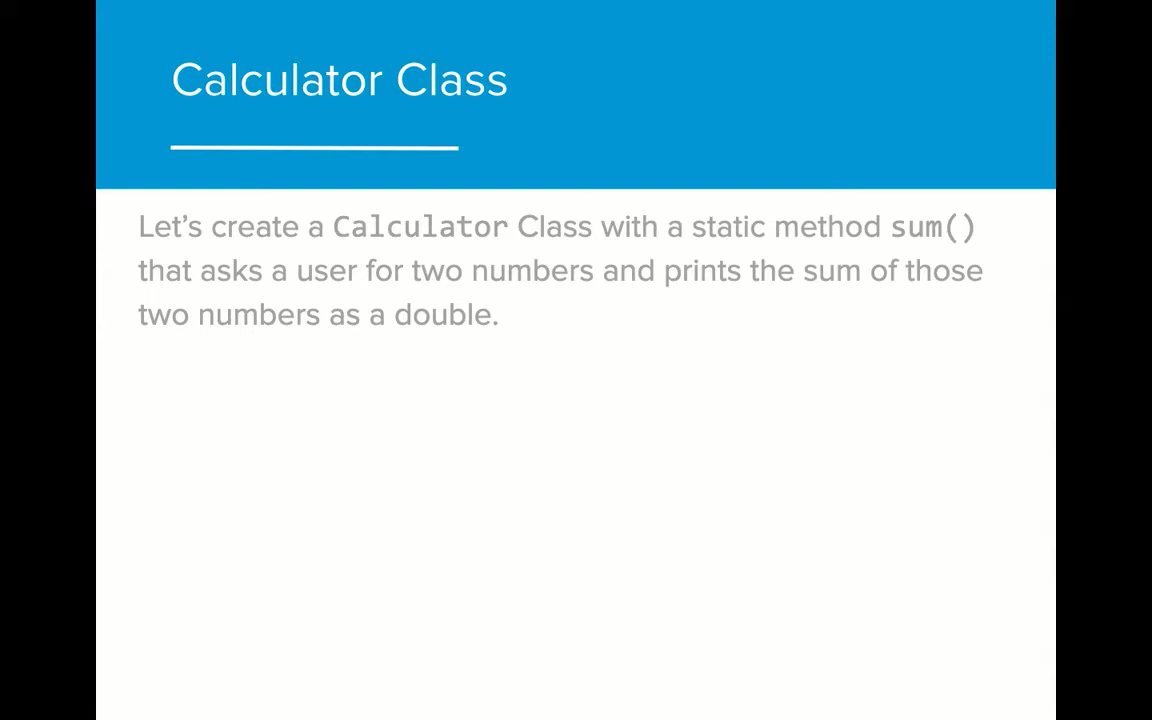 Calculator Class
Let’s create a Calculator Class with a static method sum()
that asks a user for two numbers and prints the sum of those
two numbers as a double.